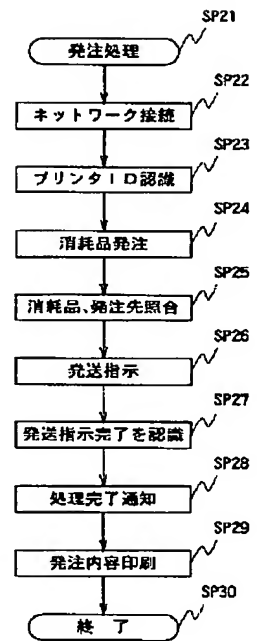 SP21
発注処理
SP22
ネットワーク接続
SP23
プリンタID認識
SP24
消耗品発注
SP25
消耗品、発注先照合
SP26
発送指示
SP27
発送指示完了を認識
SP28
処理完了通知
SP29
発注内容印刷
SP30
終了